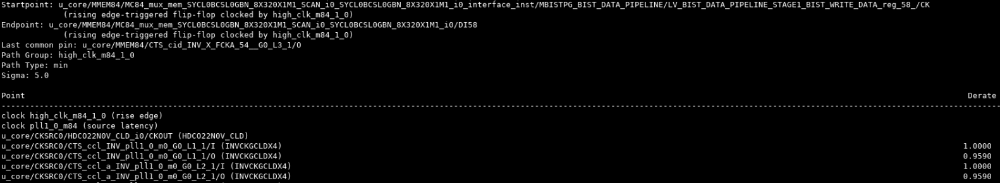 Startpoint: u_core/MMEM84/MC84_mux_mem_SYCL0BCSL0GBN_8X320X1M1_SCAN_i0_SYCL0BCSL0GBN_8X320X1M1_i0_interface_inst/MBISTPG_BIST_DATA_PIPELINE/LV_BIST_DATA_PIPELINE_STAGE1_BIST_WRITE_DATA_reg_58_/CK
(rising edge-triggered flip-flop clocked by high_clk_m84_1_0)
Endpoint: u_core/MMEM84/MC84_mux_mem_SYCL0BCSL0GBN_8X320X1M1_SCAN_i0_SYCL0BCSL0GBN_8X320X1M1_i0/DI58
(rising edge-triggered flip-flop clocked by high_clk_m84_1_0)
Last common pin: u_core/MMEM84/CTS_cid_INV_X_FCKA_54__G0_L3_1/O
Path Group: high_clk_m84_1_0
Path Type: min
Sigma: 5.0
Point Derate
clock high_clk_m84_1_0 (rise edge)
clock pll1_0_m84 (source latency)
u_core/CKSRC0/HDCO22N0V_CLD_i0/CKOUT (HDCO22N0V_CLD)
u_core/CKSRC0/CTS_ccl_INV_pll1_0_m0_G0_L1_1/I (INVCKGCLDX4) 1.0000
u_core/CKSRC0/CTS_ccl_INV_pll1_0_m0_G0_L1_1/O (INVCKGCLDX4) 0.9590
u_core/CKSRC0/CTS_ccl_a_INV_pll1_0_m0_G0_L2_1/I (INVCKGCLDX4) 1.0000
u_core/CKSRC0/CTS_ccl_a_INV_pll1_0_m0_G0_L2_1/O (INVCKGCLDX4) 0.9590